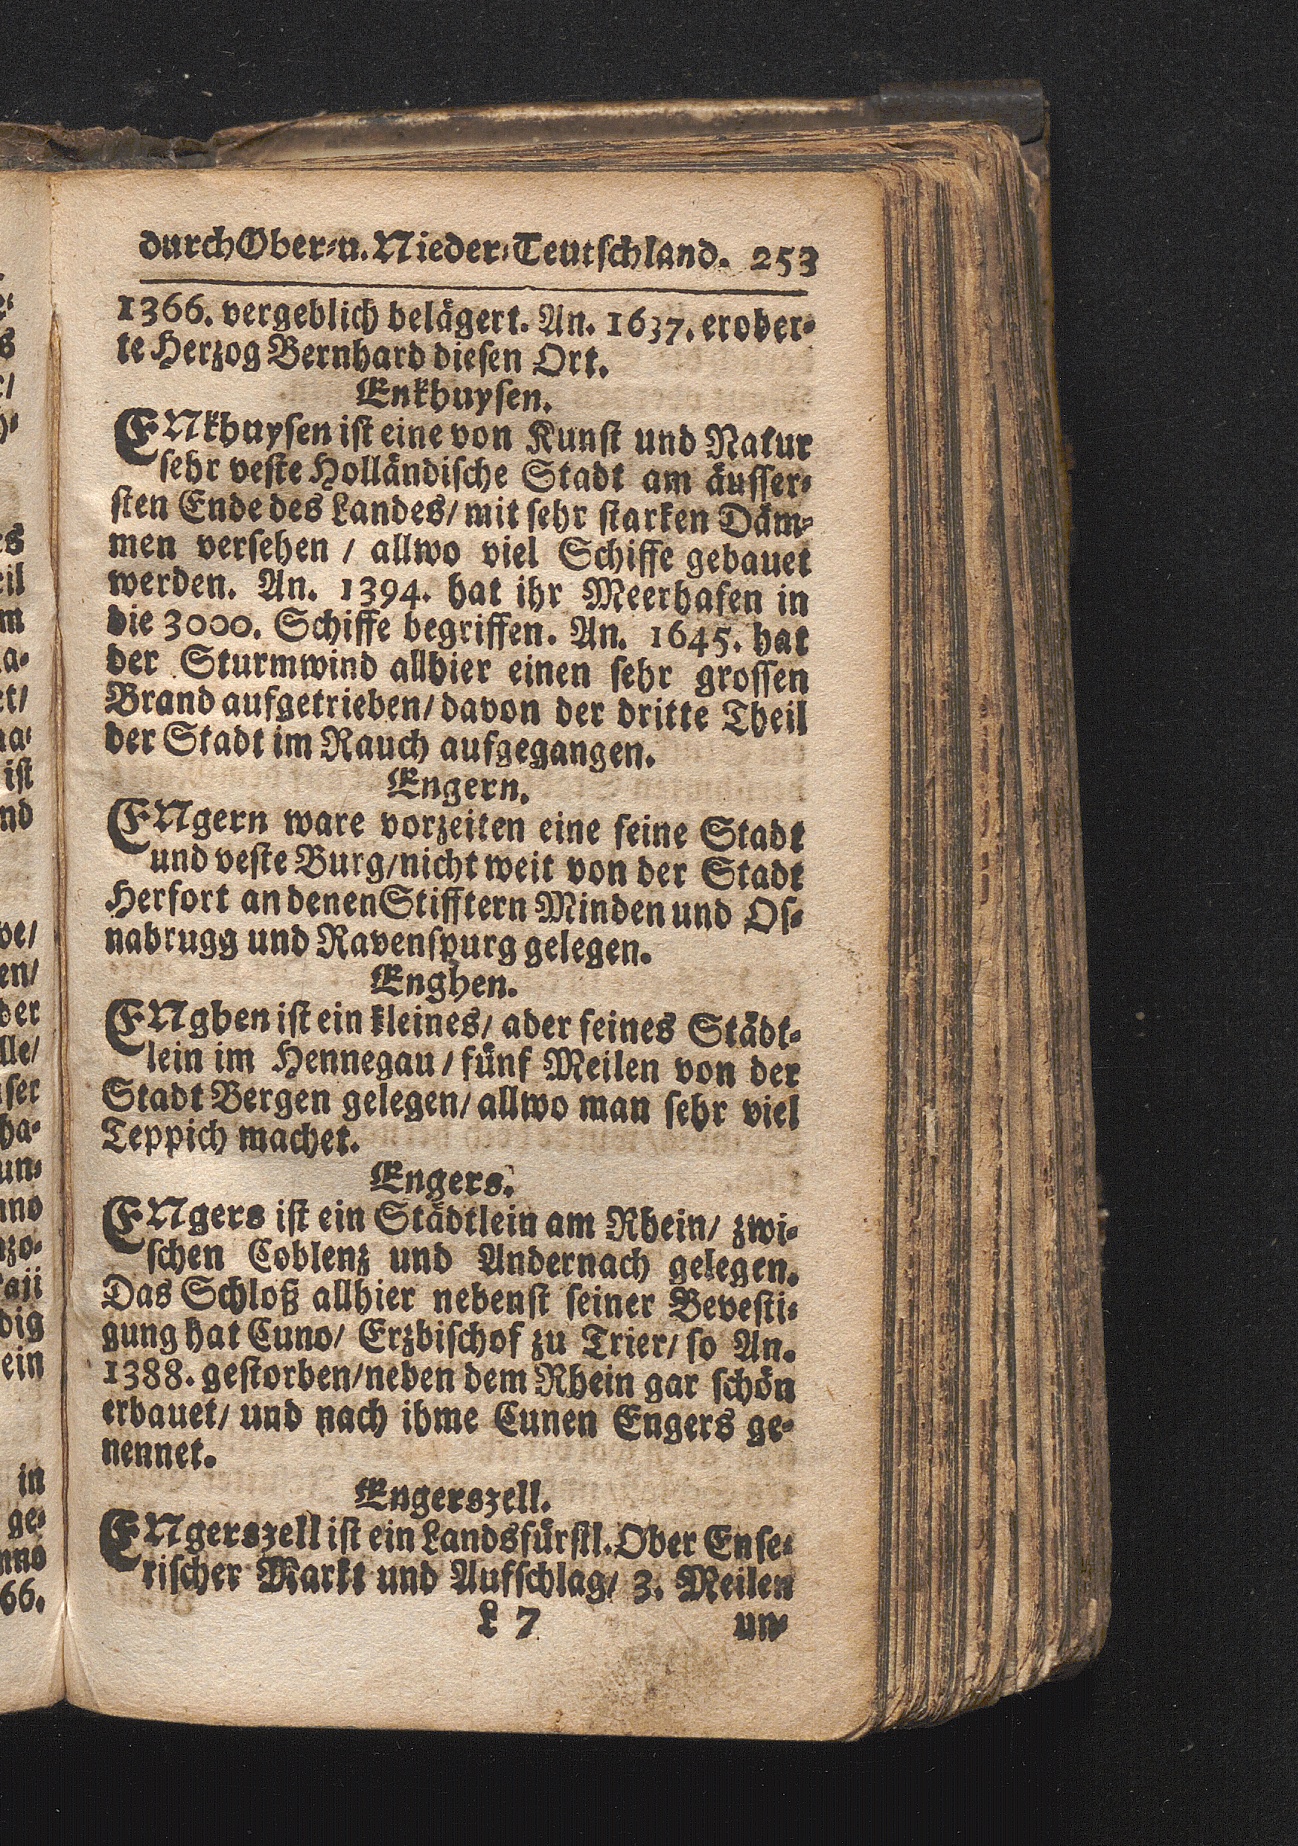 durch Ober-u. Nieder-Teutschland. 253
1366. vergeblich belägert. An. 1637. erober-
te Herzog Bernhard diesen Ort.
Enkhuysen.
ENkhuysen ist eine von Kunst und Natur
sehr veste Holländische Stadt am äusser-
sten Ende des Landes/ mit sehr starken Däm-
men versehen / allwo viel Schiffe gebauet
werden. An. 1394. hat ihr Meerhafen in
die 3000. Schiffe begriffen. An. 1645. hat
der Sturmwind allhier einen sehr grossen
Brand aufgetrieben/ davon der dritte Theil
der Stadt im Rauch aufgegangen.
Engern.
ENgern ware vorzeiten eine feine Stadt
und veste Burg/ nicht weit von der Stadt
Herfort an denen Stifftern Minden und Os-
nabrugg und Ravenspurg gelegen.
Enghen.
ENghen ist ein kleines/ ader feines Städt-
lein im Hennegau / fünf Meilen von der
Stadt Bergen gelegen/ allwo man sehr viel
Teppich machet.
Engers.
ENgers ist ein Städtlein am Rhein/ zwi-
schen Coblenz und Andernach gelegen.
Das Schloß allhier nebenst seiner Bevesti-
gung hat Cuno/ Erzbischof zu Trier/ so An.
1388. gestorben/ neben dem Rhein gar schön
erbauet/ und nach ihme Cunen Engers ge-
nennet.
Engerszell.
ENgerszell ist ein Landsfürstl. Ober Ense-
rischer Markt und Aufschlag/ 3. Meilen
L 7 un-